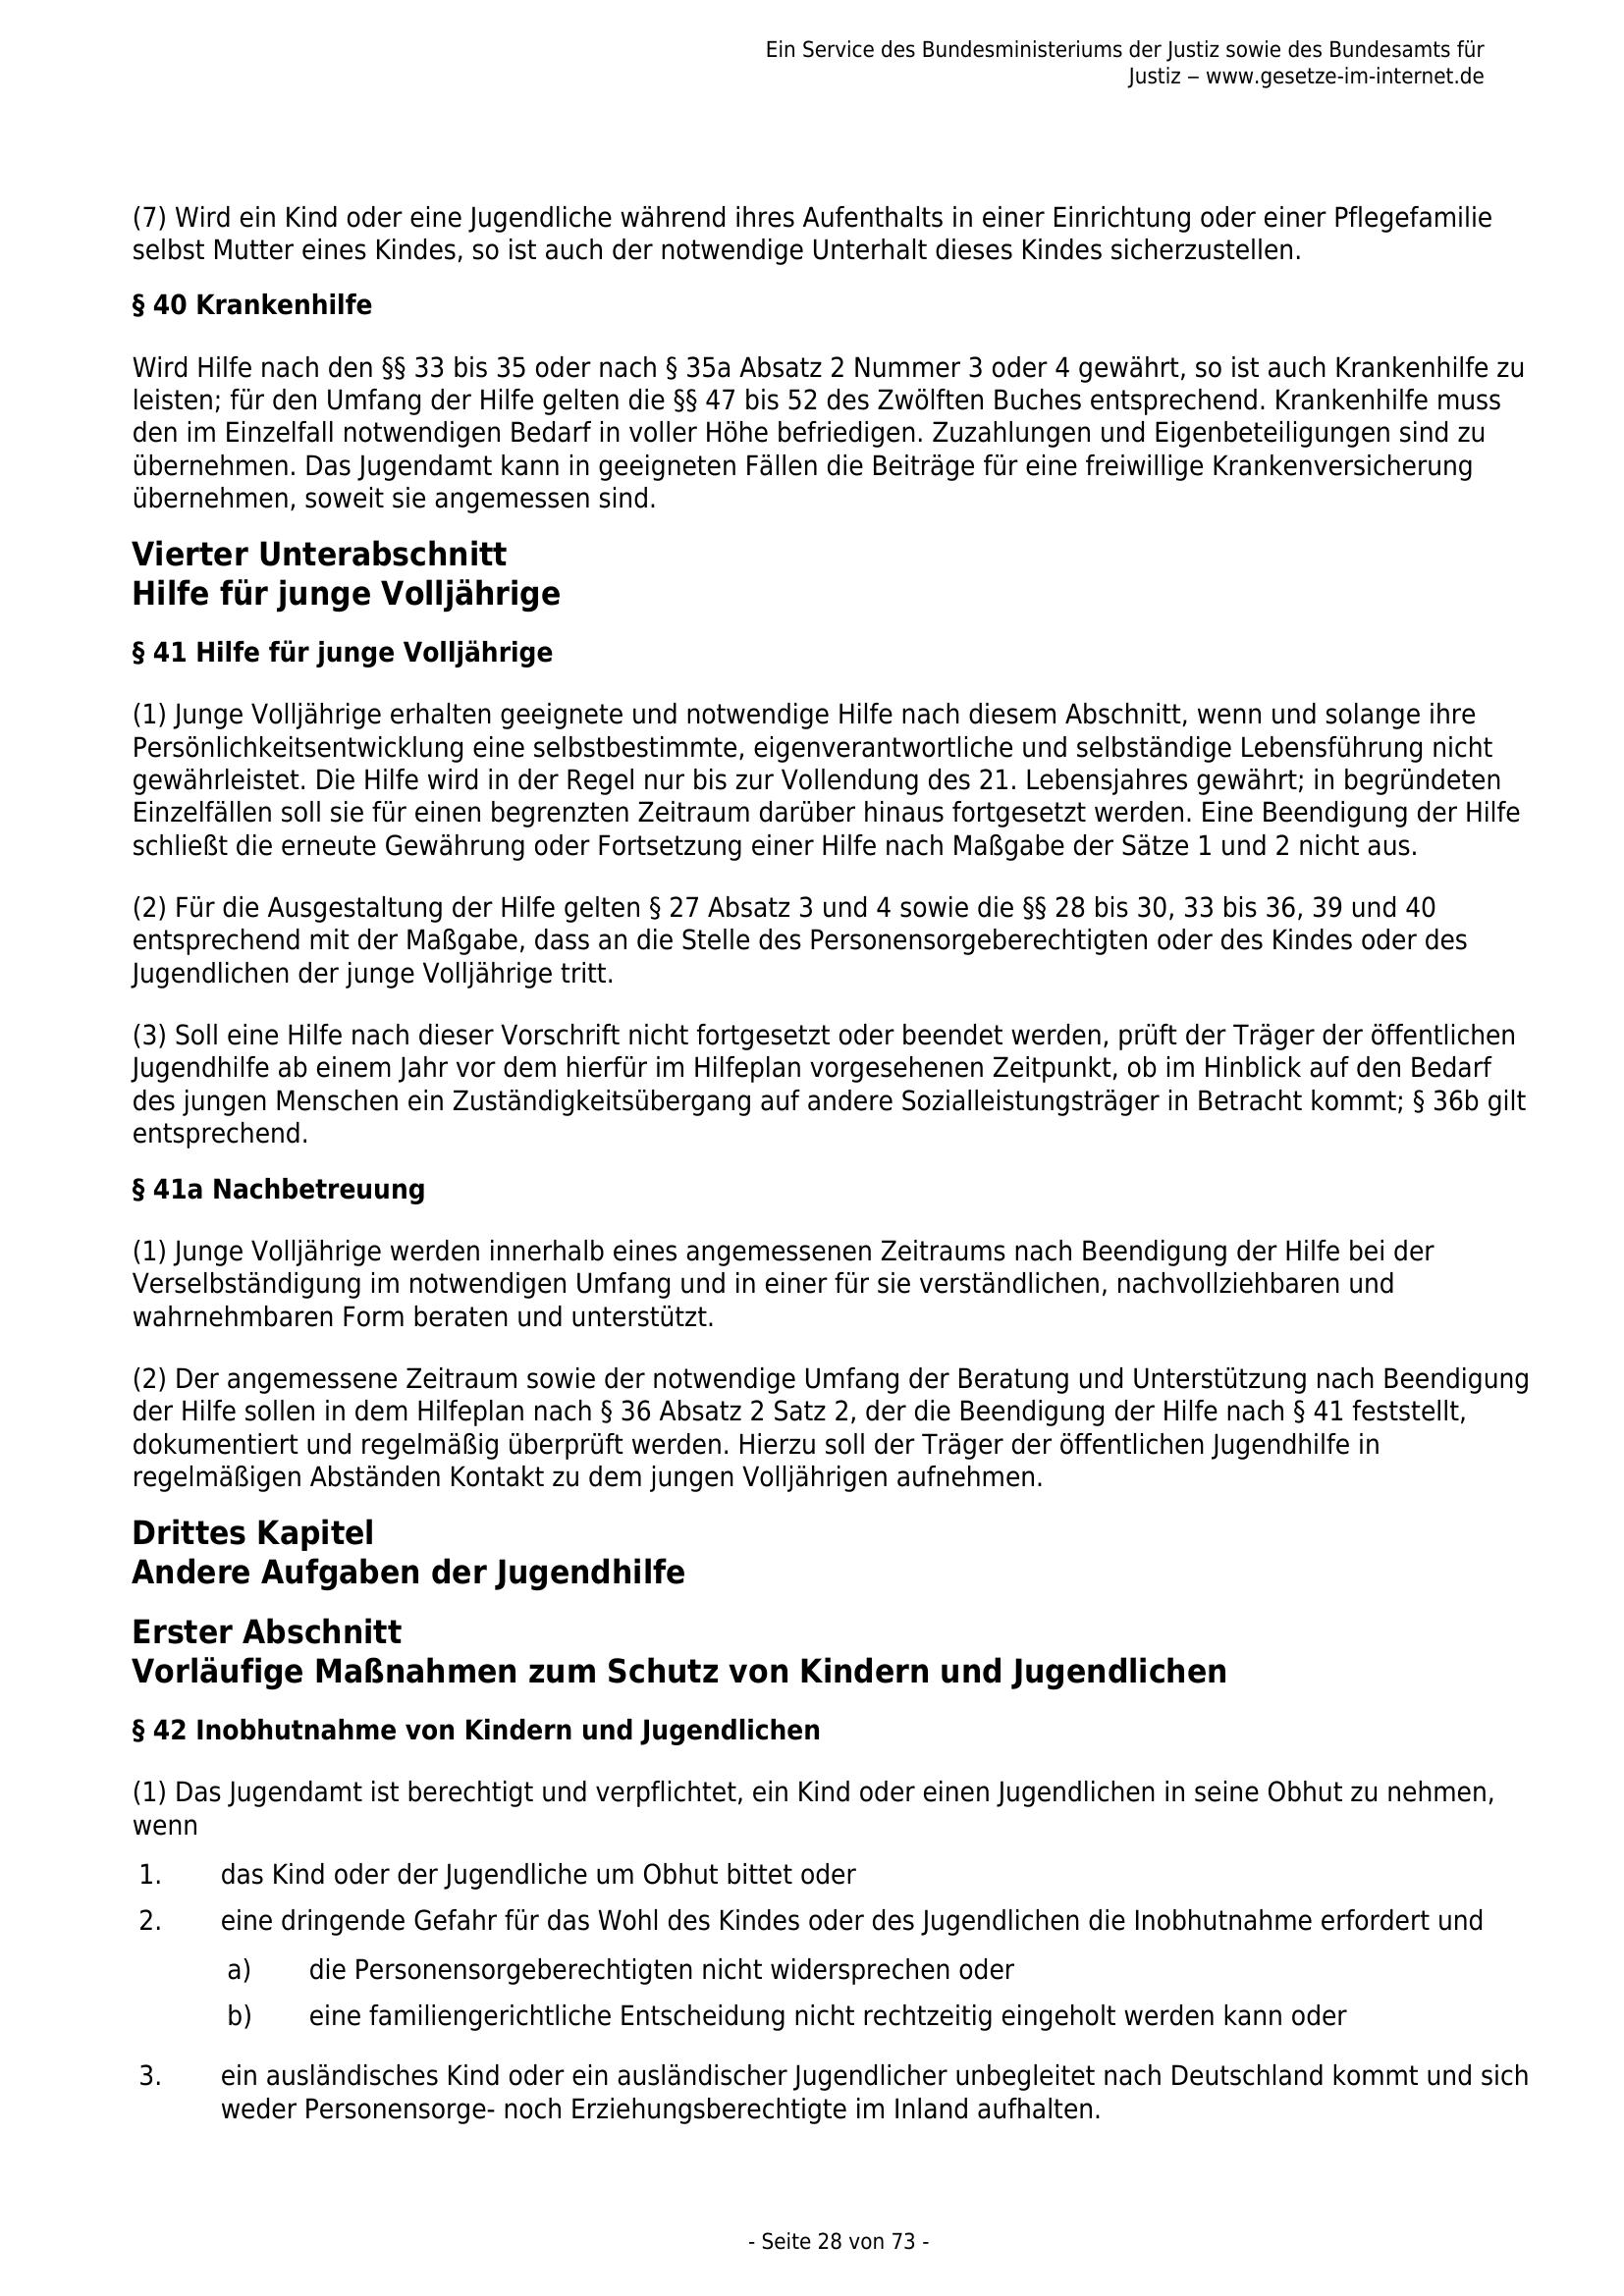 Ein Service des Bundesministeriums der Justiz sowie des Bundesamts für
Justiz ‒ www.gesetze-im-internet.de
(7) Wird ein Kind oder eine Jugendliche während ihres Aufenthalts in einer Einrichtung oder einer Pflegefamilie
selbst Mutter eines Kindes, so ist auch der notwendige Unterhalt dieses Kindes sicherzustellen.
§ 40 Krankenhilfe
Wird Hilfe nach den §§ 33 bis 35 oder nach § 35a Absatz 2 Nummer 3 oder 4 gewährt, so ist auch Krankenhilfe zu
leisten; für den Umfang der Hilfe gelten die §§ 47 bis 52 des Zwölften Buches entsprechend. Krankenhilfe muss
den im Einzelfall notwendigen Bedarf in voller Höhe befriedigen. Zuzahlungen und Eigenbeteiligungen sind zu
übernehmen. Das Jugendamt kann in geeigneten Fällen die Beiträge für eine freiwillige Krankenversicherung
übernehmen, soweit sie angemessen sind.
Vierter Unterabschnitt
Hilfe für junge Volljährige
§ 41 Hilfe für junge Volljährige
(1) Junge Volljährige erhalten geeignete und notwendige Hilfe nach diesem Abschnitt, wenn und solange ihre
Persönlichkeitsentwicklung eine selbstbestimmte, eigenverantwortliche und selbständige Lebensführung nicht
gewährleistet. Die Hilfe wird in der Regel nur bis zur Vollendung des 21. Lebensjahres gewährt; in begründeten
Einzelfällen soll sie für einen begrenzten Zeitraum darüber hinaus fortgesetzt werden. Eine Beendigung der Hilfe
schließt die erneute Gewährung oder Fortsetzung einer Hilfe nach Maßgabe der Sätze 1 und 2 nicht aus.
(2) Für die Ausgestaltung der Hilfe gelten § 27 Absatz 3 und 4 sowie die §§ 28 bis 30, 33 bis 36, 39 und 40
entsprechend mit der Maßgabe, dass an die Stelle des Personensorgeberechtigten oder des Kindes oder des
Jugendlichen der junge Volljährige tritt.
(3) Soll eine Hilfe nach dieser Vorschrift nicht fortgesetzt oder beendet werden, prüft der Träger der öffentlichen
Jugendhilfe ab einem Jahr vor dem hierfür im Hilfeplan vorgesehenen Zeitpunkt, ob im Hinblick auf den Bedarf
des jungen Menschen ein Zuständigkeitsübergang auf andere Sozialleistungsträger in Betracht kommt; § 36b gilt
entsprechend.
§ 41a Nachbetreuung
(1) Junge Volljährige werden innerhalb eines angemessenen Zeitraums nach Beendigung der Hilfe bei der
Verselbständigung im notwendigen Umfang und in einer für sie verständlichen, nachvollziehbaren und
wahrnehmbaren Form beraten und unterstützt.
(2) Der angemessene Zeitraum sowie der notwendige Umfang der Beratung und Unterstützung nach Beendigung
der Hilfe sollen in dem Hilfeplan nach § 36 Absatz 2 Satz 2, der die Beendigung der Hilfe nach § 41 feststellt,
dokumentiert und regelmäßig überprüft werden. Hierzu soll der Träger der öffentlichen Jugendhilfe in
regelmäßigen Abständen Kontakt zu dem jungen Volljährigen aufnehmen.
Drittes Kapitel
Andere Aufgaben der Jugendhilfe
Erster Abschnitt
Vorläufige Maßnahmen zum Schutz von Kindern und Jugendlichen
§ 42 Inobhutnahme von Kindern und Jugendlichen
(1) Das Jugendamt ist berechtigt und verpflichtet, ein Kind oder einen Jugendlichen in seine Obhut zu nehmen,
wenn
1. das Kind oder der Jugendliche um Obhut bittet oder
2. eine dringende Gefahr für das Wohl des Kindes oder des Jugendlichen die Inobhutnahme erfordert und
a) die Personensorgeberechtigten nicht widersprechen oder
b) eine familiengerichtliche Entscheidung nicht rechtzeitig eingeholt werden kann oder
3. ein ausländisches Kind oder ein ausländischer Jugendlicher unbegleitet nach Deutschland kommt und sich
weder Personensorge- noch Erziehungsberechtigte im Inland aufhalten.
- Seite 28 von 73 -